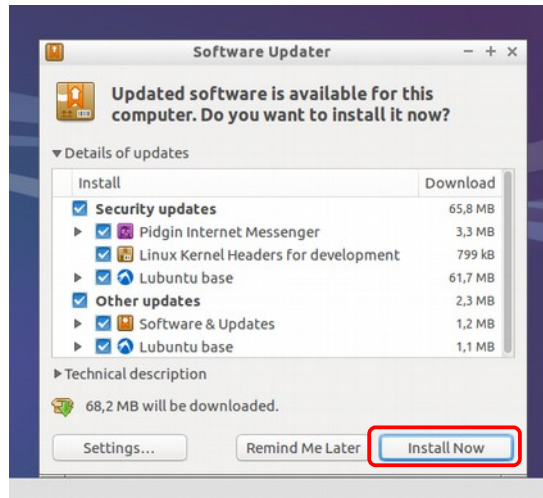 Software Updater
Updated software is available for this
computer. Do you want to install it now?
Details of updates
Install Download
Security updates 65,8 MB
Pidgin Internet Messenger 3,3 MB
Linux Kernel Headers for development 799 kB
Lubuntu base 61,7 MB
Other updates 2,3 MB
Software & Updates 1,2 MB
Lubuntu base 1,1 MB
Technical description
68,2 MB will be downloaded.
Settings... Remind Me Later Install Now